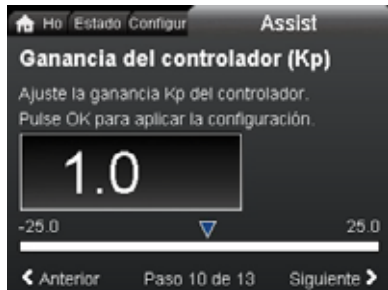 Ho Estado Configur Assist
Ganancia del controlador (Kp)
Ajuste la ganancia Kp del controlador.
Pulse OK para aplicar la configuración.
1.0
-25.0 25.0
Anterior Paso 10 de 13 Siguiente